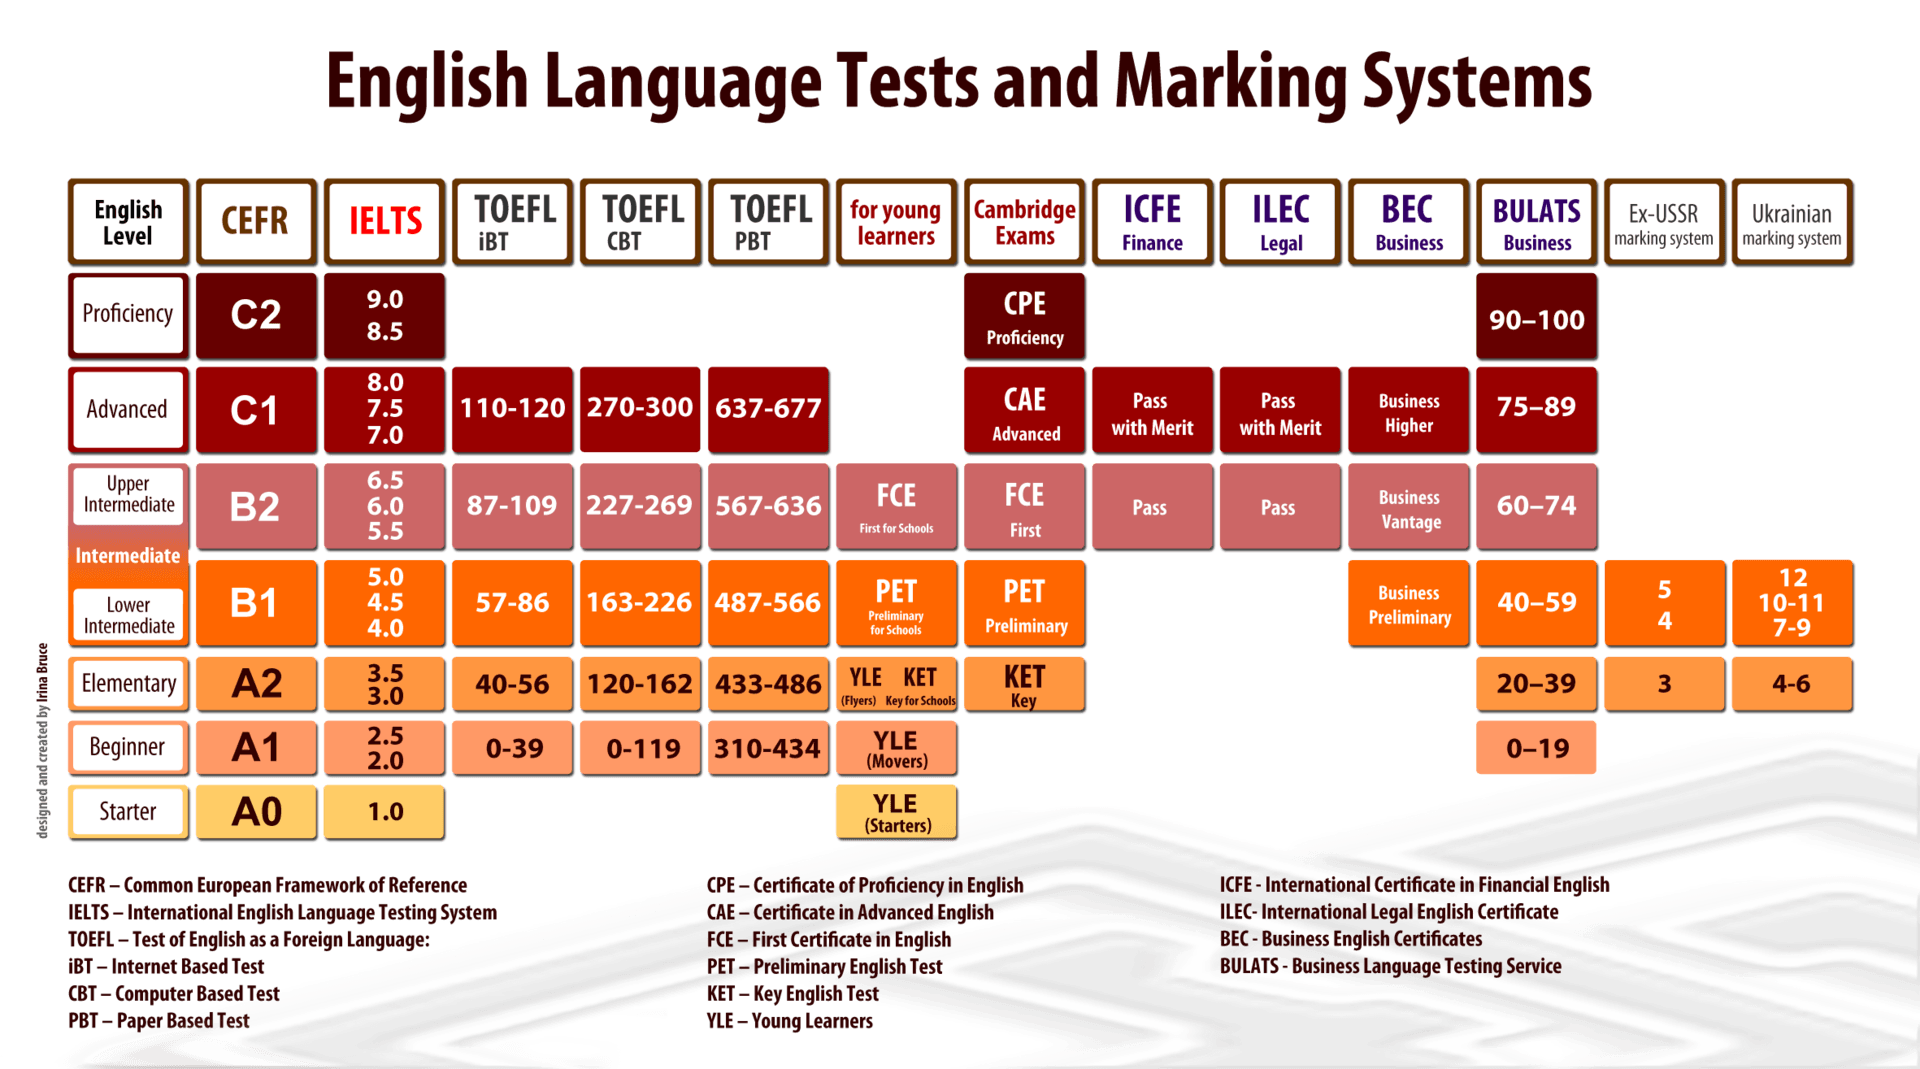 English Language Tests and Marking Systems
English
Level
CEFR
IELTS
TOEFL
iBT
TOEFL
CBT
TOEFL
PBT
for young
learners
Cambridge
Exams
ICFE
Finance
ILEC
Legal
BEC
Business
BULATS
Business
Ex-USSR
marking system
Ukrainian
marking system
Proficiency
C2
9.0
8.5
CPE
Proficiency
90–100
Advanced
C1
8.0
7.5
7.0
110-120
270-300
637-677
CAE
Advanced
Pass
with Merit
Pass
with Merit
Business
Higher
75–89
Upper
Intermediate
B2
6.5
6.0
5.5
87-109
227-269
567-636
FCE
First for Schools
FCE
First
Pass
Pass
Business
Vantage
60–74
Intermediate
Lower
Intermediate
B1
5.0
4.5
4.0
57-86
163-226
487-566
PET
Preliminary
for Schools
PET
Preliminary
Business
Preliminary
40–59
5
4
12
10-11
7-9
Elementary
A2
3.5
3.0
40-56
120-162
433-486
YLE KET
(Flyers) Key for Schools
KET
Key
20–39
3
4-6
Beginner
A1
2.5
2.0
0-39
0-119
310-434
YLE
(Movers)
0–19
Starter
A0
1.0
YLE
(Starters)
designed and created by Irina Bruce
CEFR – Common European Framework of Reference
IELTS – International English Language Testing System
TOEFL – Test of English as a Foreign Language:
iBT – Internet Based Test
CBT – Computer Based Test
PBT – Paper Based Test
CPE – Certificate of Proficiency in English
CAE – Certificate in Advanced English
FCE – First Certificate in English
PET – Preliminary English Test
KET – Key English Test
YLE – Young Learners
ICFE - International Certificate in Financial English
ILEC- International Legal English Certificate
BEC - Business English Certificates
BULATS - Business Language Testing Service